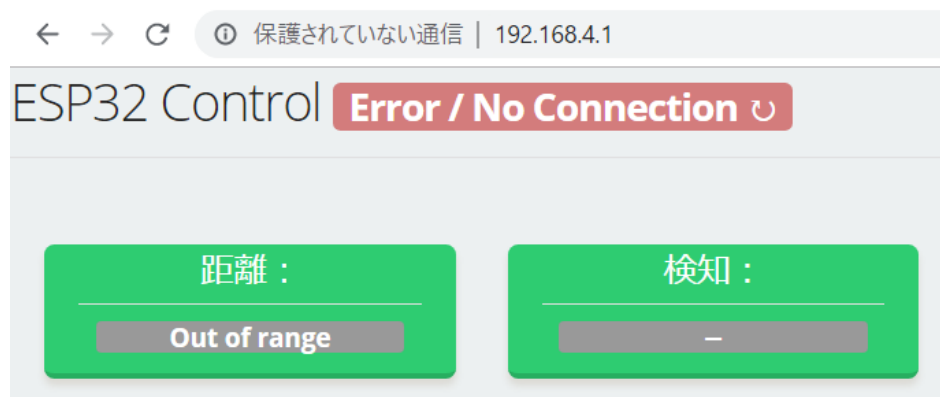 保護されていない通信 | 192.168.4.1
ESP32 Control Error / No Connection ↻
距離：
Out of range
検知：
–